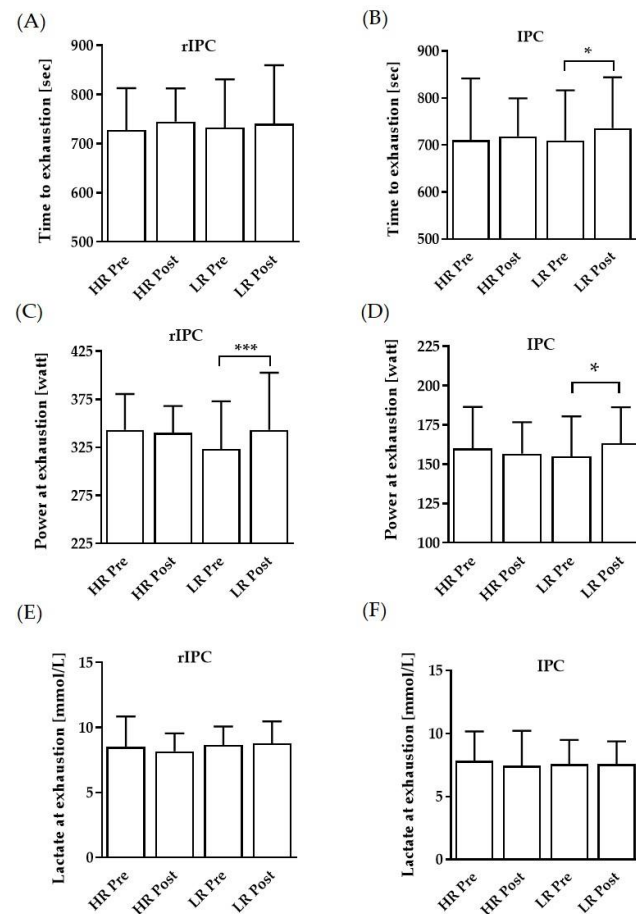 (A)
rIPC
Time to exhaustion [sec]
900
800
700
600
500
HR Pre
HR Post
LR Pre
LR Post
(B)
IPC
Time to exhaustion [sec]
900
800
700
600
500
*
HR Pre
HR Post
LR Pre
LR Post
(C)
rIPC
Power at exhaustion [watt]
425
375
325
275
225
***
HR Pre
HR Post
LR Pre
LR Post
(D)
IPC
Power at exhaustion [watt]
225
200
175
150
125
100
*
HR Pre
HR Post
LR Pre
LR Post
(E)
rIPC
Lactate at exhaustion [mmol/L]
15
10
5
0
HR Pre
HR Post
LR Pre
LR Post
(F)
IPC
Lactate at exhaustion [mmol/L]
15
10
5
0
HR Pre
HR Post
LR Pre
LR Post